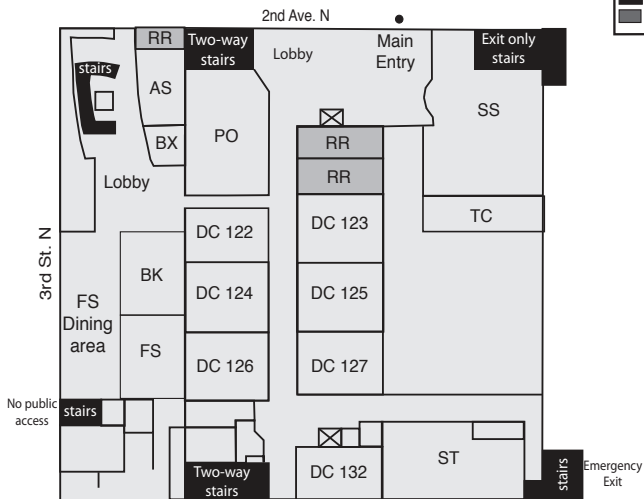 2nd Ave. N
RR
Two-way
stairs
Lobby
Main
Entry
Exit only
stairs
stairs
AS
SS
PO
BX
RR
Lobby
RR
TC
DC 122
DC 123
3rd St. N
BK
DC 124
DC 125
FS
Dining
area
FS
DC 126
DC 127
No public
access
stairs
Two-way
stairs
DC 132
ST
stairs
Emergency
Exit